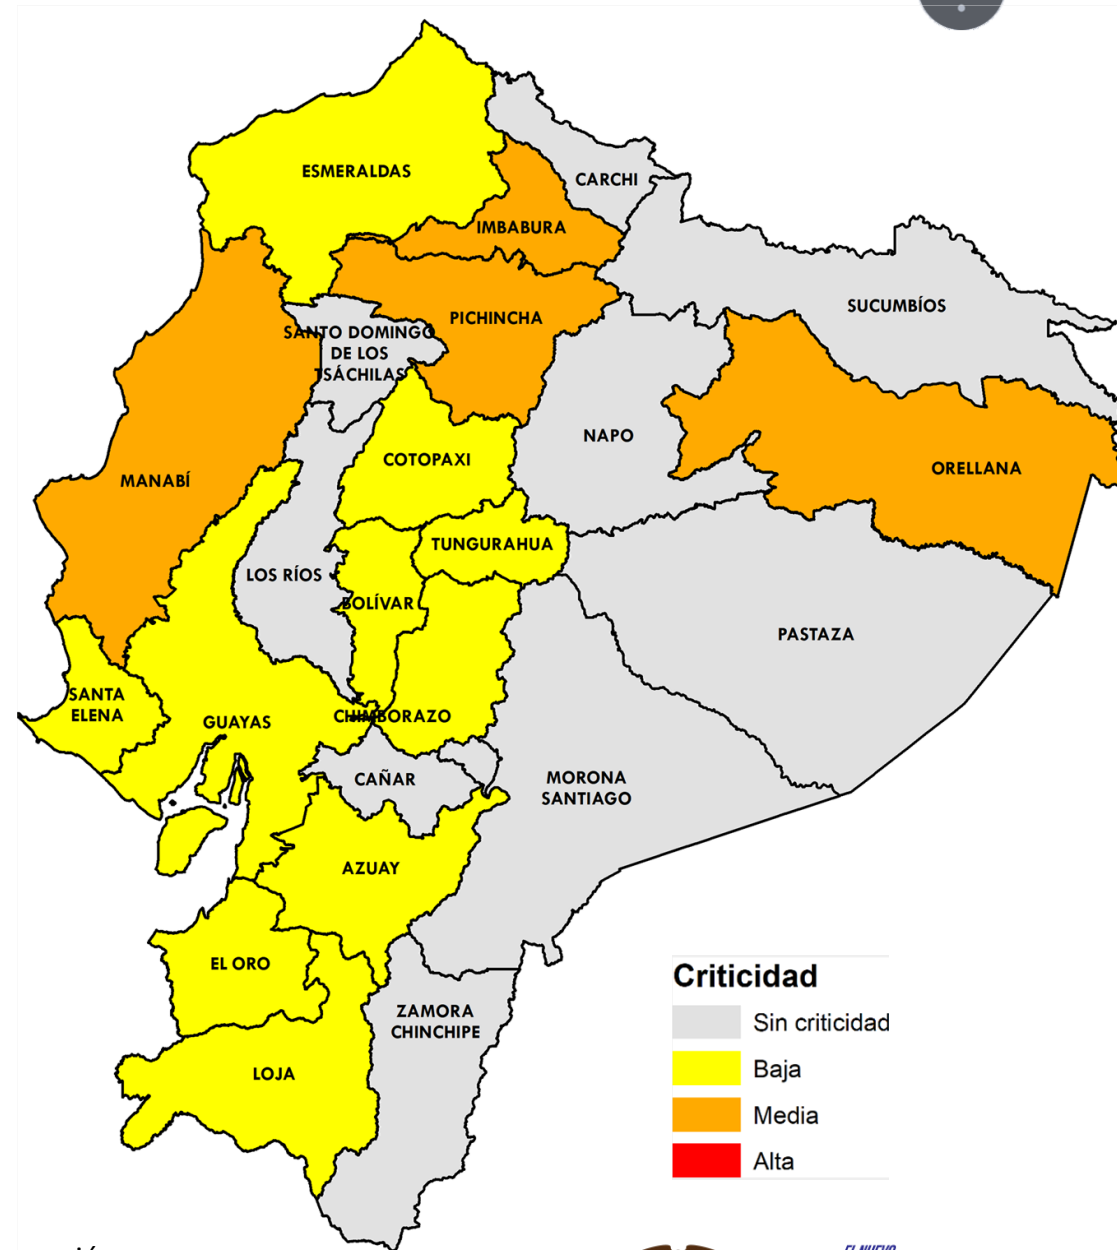 ESMERALDAS
CARCHI
IMBABURA
SUCUMBÍOS
PICHINCHA
SANTO DOMINGO
DE LOS
TSÁCHILAS
NAPO
COTOPAXI
ORELLANA
MANABÍ
TUNGURAHUA
LOS RÍOS
BOLÍVAR
PASTAZA
SANTA
ELENA
GUAYAS
CHIMBORAZO
CAÑAR
MORONA
SANTIAGO
AZUAY
EL ORO
ZAMORA
CHINCHIPE
LOJA
Criticidad
Sin criticidad
Baja
Media
Alta
EL NUEVO